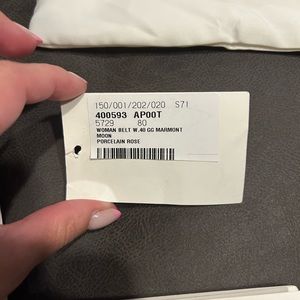 150/001/202/020 S71
400593 AP00T
5729 80
WOMAN BELT W.40 GG MARMONT
MOON
PORCELAIN ROSE